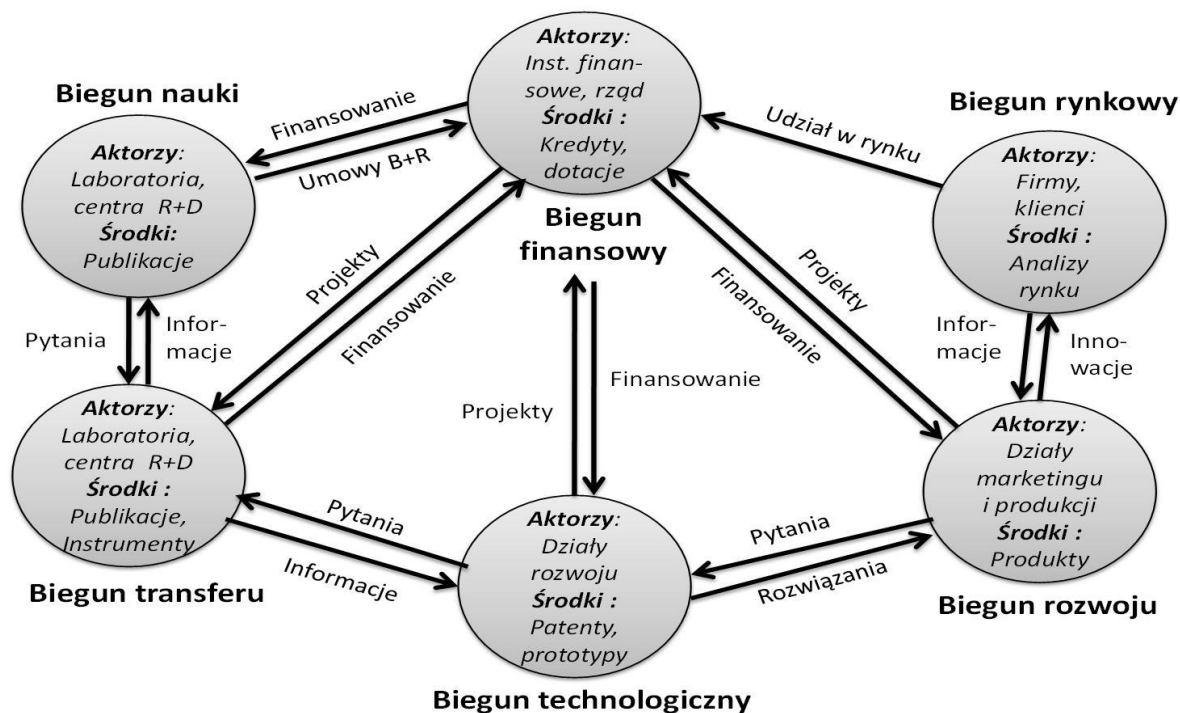 Biegun nauki
Aktorzy:
Laboratoria,
centra R+D
Środki:
Publikacje
Finansowanie
Umowy B+R
Aktorzy:
Inst. finan-
sowe, rząd
Środki :
Kredyty,
dotacje
Biegun
finansowy
Udział w rynku
Biegun rynkowy
Aktorzy:
Firmy,
klienci
Środki :
Analizy
rynku
Pytania
Infor-
macje
Projekty
Finansowanie
Projekty
Finansowanie
Projekty
Finansowanie
Infor-
macje
Inno-
wacje
Aktorzy:
Laboratoria,
centra R+D
Środki :
Publikacje,
Instrumenty
Biegun transferu
Pytania
Informacje
Aktorzy:
Działy
rozwoju
Środki :
Patenty,
prototypy
Biegun technologiczny
Pytania
Rozwiązania
Aktorzy:
Działy
marketingu
i produkcji
Środki :
Produkty
Biegun rozwoju